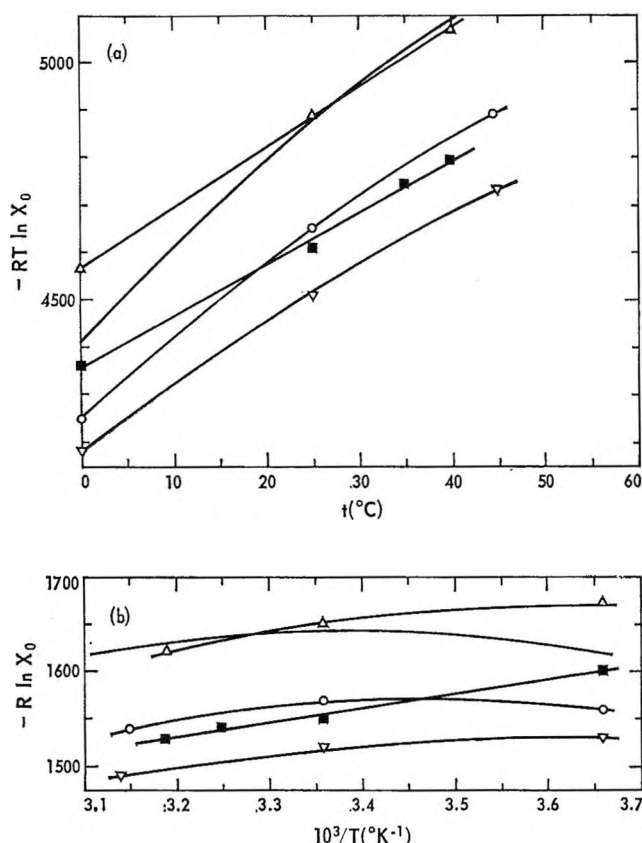 (a)
5000
4500
− RT ln X₀
0 10 20 30 40 50 60
t(°C)
(b)
1700
1600
1500
− R ln X₀
3.1 3.2 3.3 3.4 3.5 3.6 3.7
10³/T(°K⁻¹)